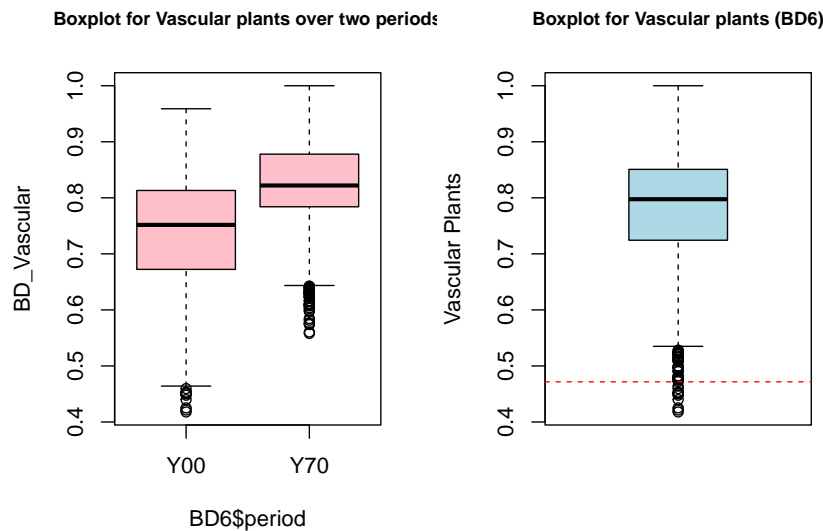 Boxplot for Vascular plants over two periods
BD_Vascular
1.0
0.9
0.8
0.7
0.6
0.5
0.4
Y00 Y70
BD6$period
Boxplot for Vascular plants (BD6)
Vascular Plants
1.0
0.9
0.8
0.7
0.6
0.5
0.4